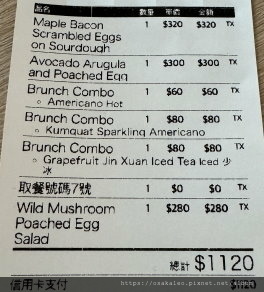 品名 數量 單價 金額
Maple Bacon 1 $320 $320 TX
Scrambled Eggs
on Sourdough
Avocado Arugula 1 $300 $300 TX
and Poached Egg
Brunch Combo 1 $60 $60 TX
Americano Hot
Brunch Combo 1 $80 $80 TX
Kumquat Sparkling Americano
Brunch Combo 1 $80 $80 TX
Grapefruit Jin Xuan Iced Tea Iced 少
冰
取餐號碼7號 1 $0 $0 TX
Wild Mushroom 1 $280 $280 TX
Poached Egg
Salad
總計 $1120
信用卡支付 $1120